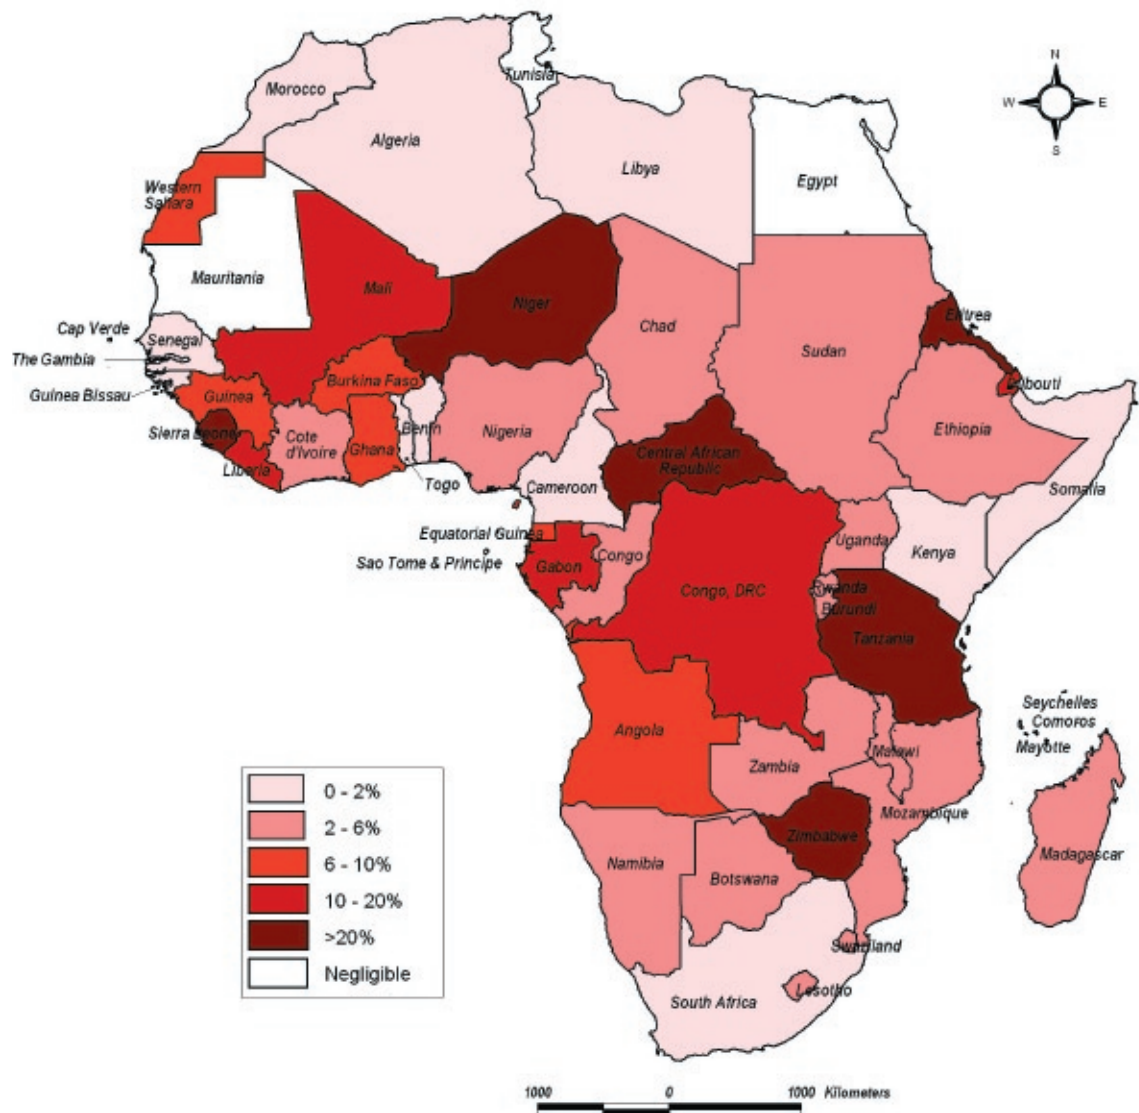 N
W E
S
Tunisia
Morocco
Algeria
Libya
Egypt
Western
Sahara
Mauritania
Mali
Niger
Chad
Sudan
Eritrea
Cap Verde
Senegal
The Gambia
Guinea Bissau
Guinea
Burkina Faso
Djibouti
Sierra Leone
Cote
d'Ivoire
Ghana
Benin
Nigeria
Ethiopia
Liberia
Togo
Cameroon
Central African
Republic
Somalia
Equatorial Guinea
Sao Tome & Principe
Gabon
Congo
Congo, DRC
Uganda
Kenya
Rwanda
Burundi
Tanzania
Seychelles
Comoros
Mayotte
Angola
Zambia
Malawi
Mozambique
Zimbabwe
Madagascar
Namibia
Botswana
Swaziland
Lesotho
South Africa
0 - 2%
2 - 6%
6 - 10%
10 - 20%
>20%
Negligible
1000 0 1000 Kilometers